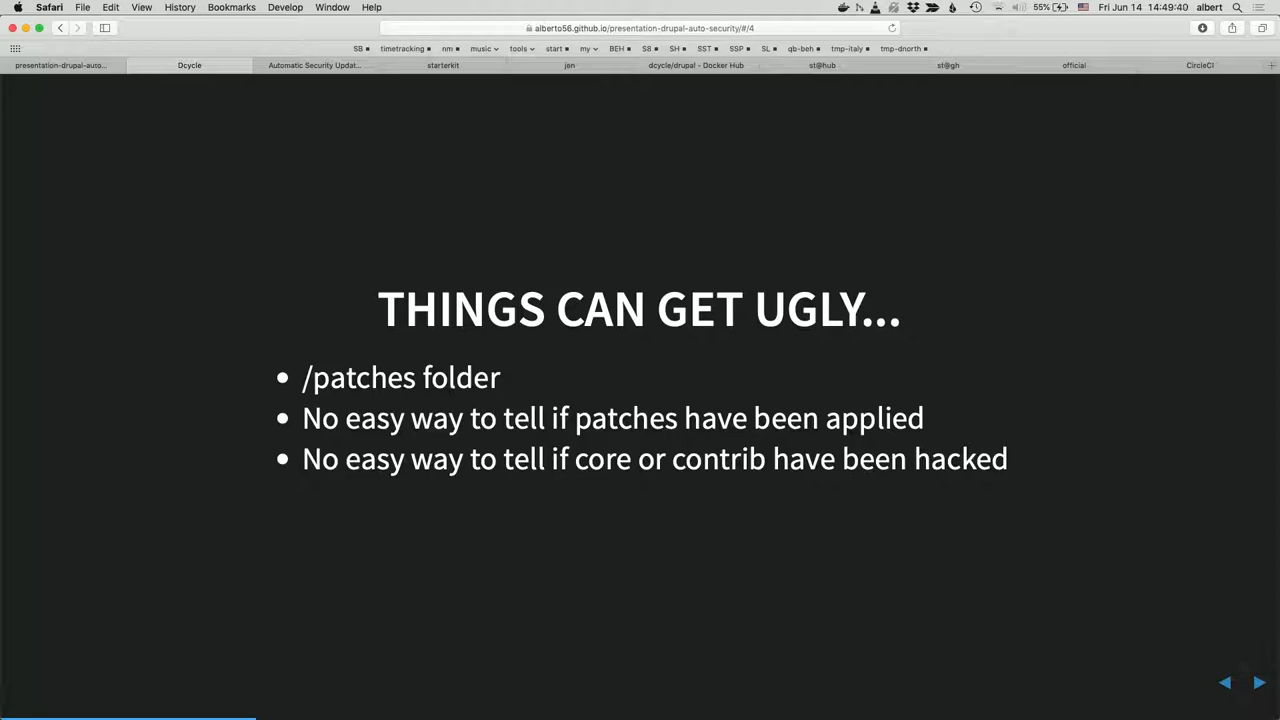 Safari File Edit View History Bookmarks Develop Window Help 55% Fri Jun 14 14:49:40 albert
alberto56.github.io/presentation-drupal-auto-security/#/4
SB timetracking nm music tools start my BEH S8 SH SST SSP SL qb-beh tmp-italy tmp-dnorth
presentation-drupal-auto... Dcycle Automatic Security Updat... starterkit jen dcycle/drupal - Docker Hub st@hub st@gh official CircleCI
THINGS CAN GET UGLY...
• /patches folder
• No easy way to tell if patches have been applied
• No easy way to tell if core or contrib have been hacked